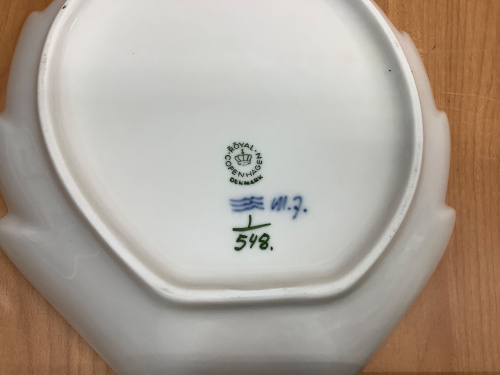 ROYAL
COPENHAGEN
DENMARK
M.J.
1
548.